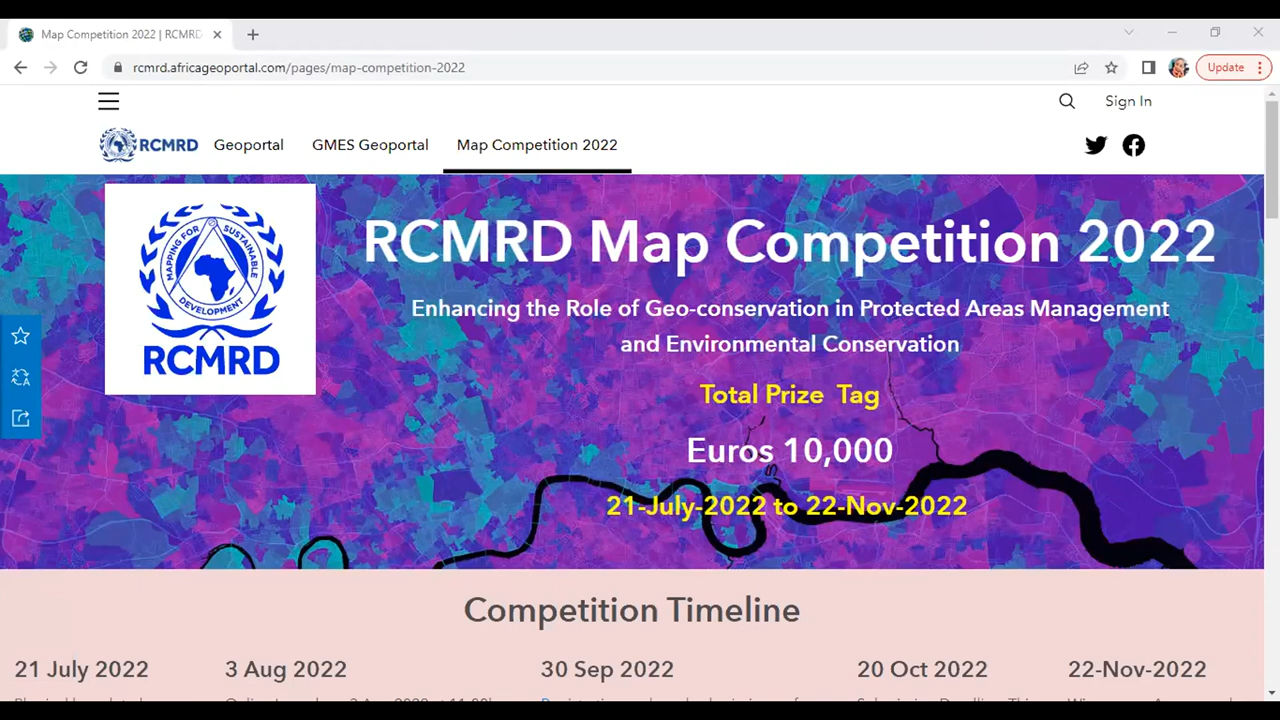 Map Competition 2022 | RCMRD
rcmrd.africageoportal.com/pages/map-competition-2022
Update
Sign In
RCMRD
Geoportal
GMES Geoportal
Map Competition 2022
MAPPING FOR SUSTAINABLE
DEVELOPMENT
RCMRD
RCMRD Map Competition 2022
Enhancing the Role of Geo-conservation in Protected Areas Management
and Environmental Conservation
Total Prize Tag
Euros 10,000
21-July-2022 to 22-Nov-2022
Competition Timeline
21 July 2022
3 Aug 2022
30 Sep 2022
20 Oct 2022
22-Nov-2022